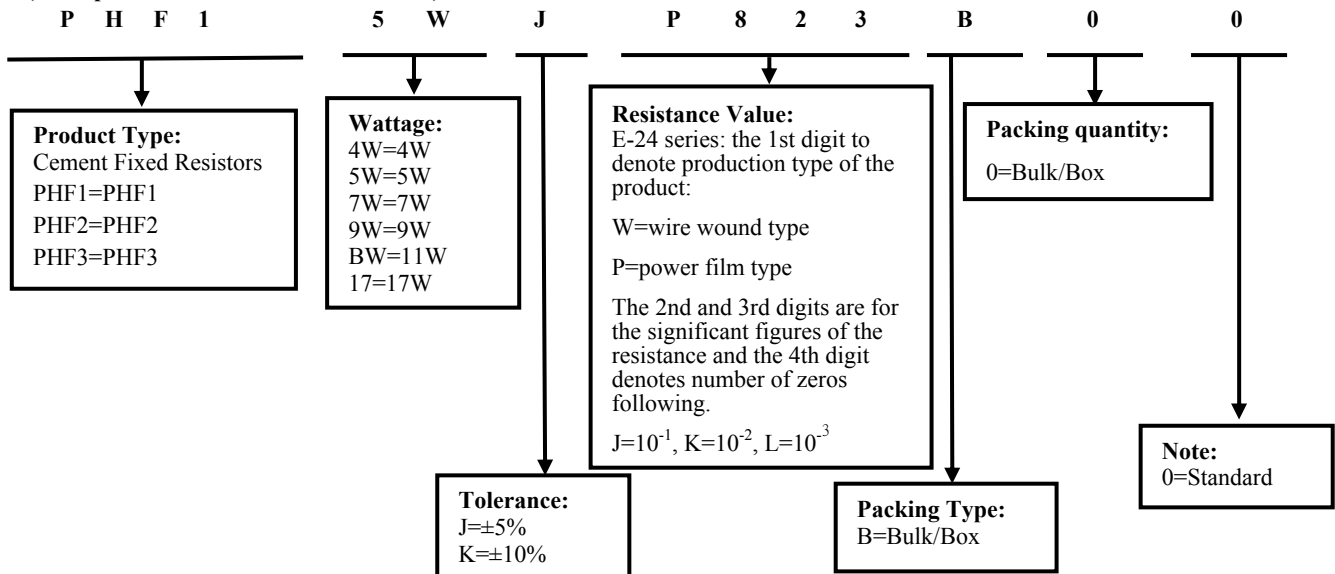 P H F 1 5 W J P 8 2 3 B 0 0
Product Type:
Cement Fixed Resistors
PHF1=PHF1
PHF2=PHF2
PHF3=PHF3
Wattage:
4W=4W
5W=5W
7W=7W
9W=9W
BW=11W
17=17W
Tolerance:
J=±5%
K=±10%
Resistance Value:
E-24 series: the 1st digit to
denote production type of the
product:
W=wire wound type
P=power film type
The 2nd and 3rd digits are for
the significant figures of the
resistance and the 4th digit
denotes number of zeros
following.
J=10⁻¹, K=10⁻², L=10⁻³
Packing Type:
B=Bulk/Box
Packing quantity:
0=Bulk/Box
Note:
0=Standard